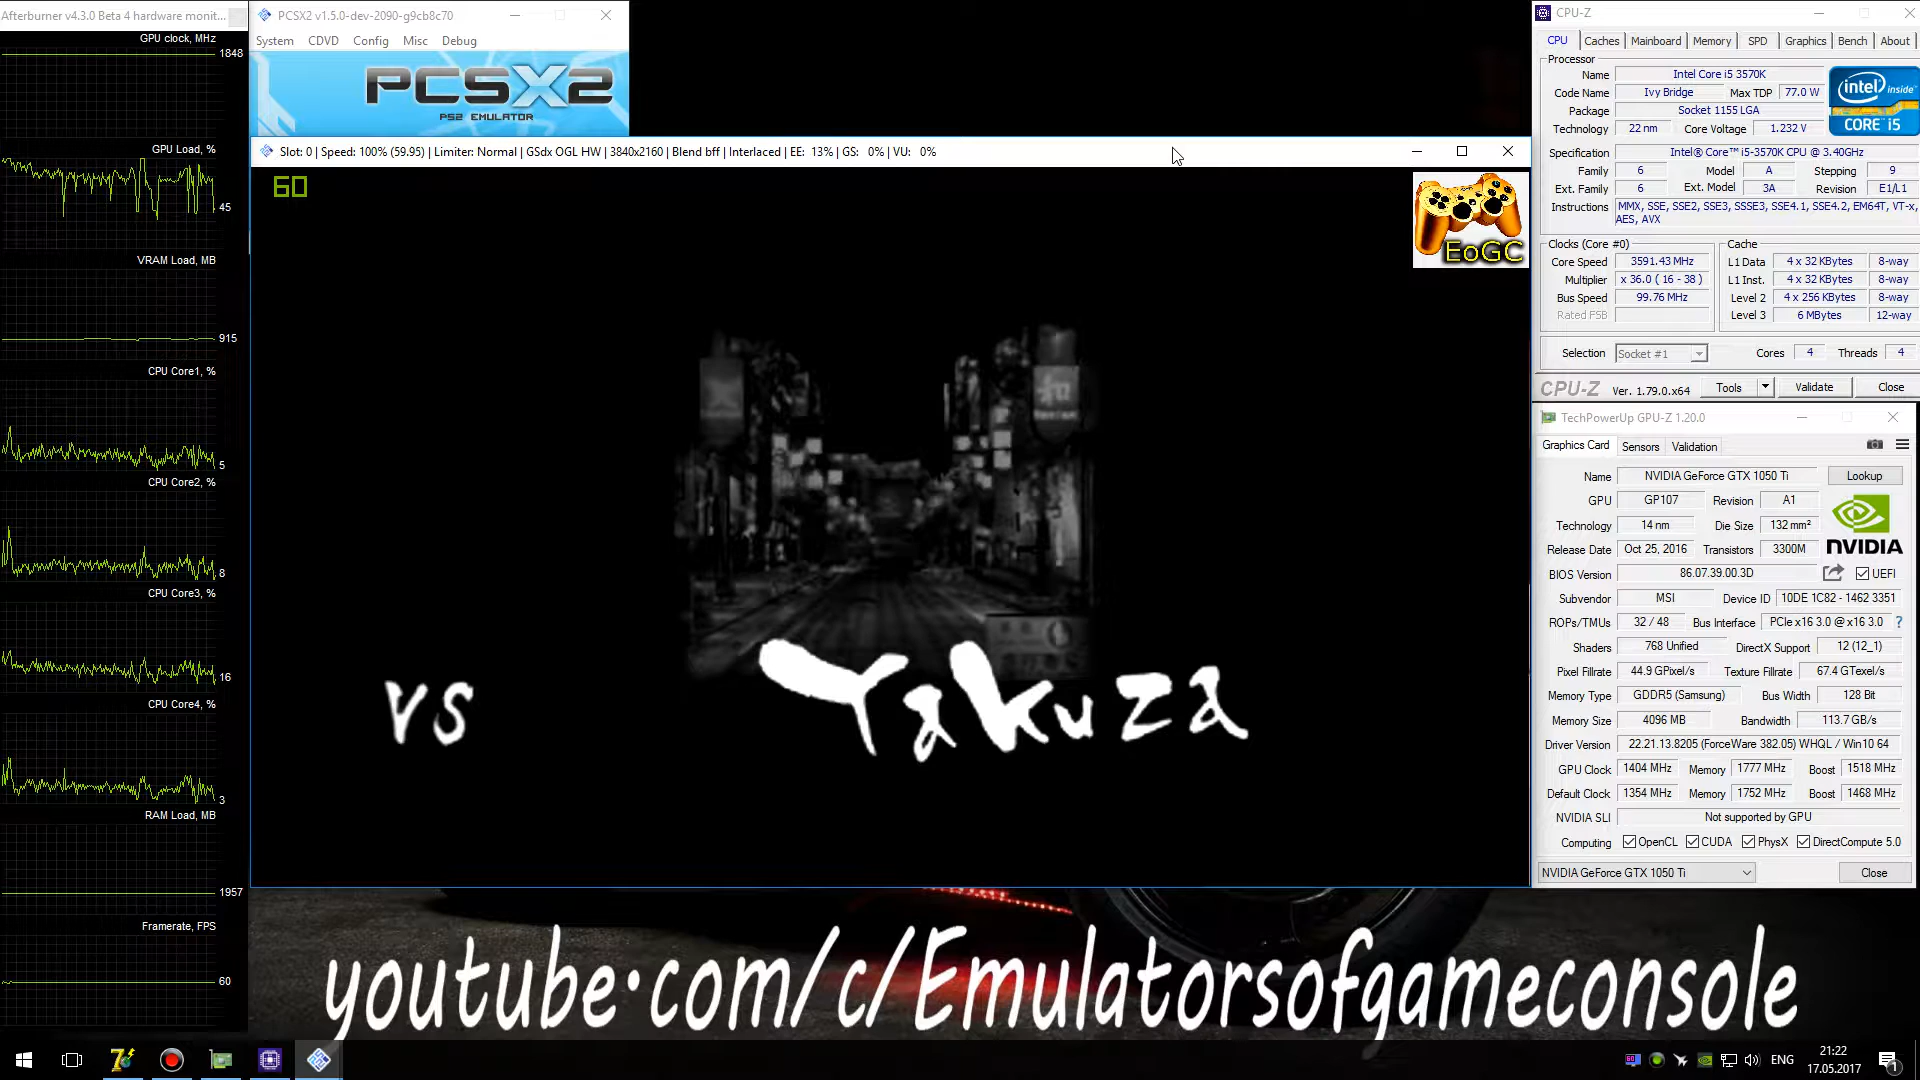 Afterburner v4.3.0 Beta 4 hardware monit...
GPU clock, MHz
1848
GPU Load, %
45
VRAM Load, MB
915
CPU Core1, %
5
CPU Core2, %
8
CPU Core3, %
16
CPU Core4, %
3
RAM Load, MB
1957
Framerate, FPS
60
PCSX2 v1.5.0-dev-2090-g9cb8c70
System CDVD Config Misc Debug
PCSX2
PS2 EMULATOR
Slot: 0 | Speed: 100% (59.95) | Limiter: Normal | GSdx OGL HW | 3840x2160 | Blend bff | Interlaced | EE: 13% | GS: 0% | VU: 0%
60
EoGC
vs
Yakuza
CPU-Z
CPU Caches Mainboard Memory SPD Graphics Bench About
Processor
Name Intel Core i5 3570K
Code Name Ivy Bridge Max TDP 77.0 W
Package Socket 1155 LGA
Technology 22 nm Core Voltage 1.232 V
intel inside
CORE i5
Specification Intel® Core™ i5-3570K CPU @ 3.40GHz
Family 6 Model A Stepping 9
Ext. Family 6 Ext. Model 3A Revision E1/L1
Instructions MMX, SSE, SSE2, SSE3, SSSE3, SSE4.1, SSE4.2, EM64T, VT-x,
AES, AVX
Clocks (Core #0)
Core Speed 3591.43 MHz
Multiplier x 36.0 ( 16 - 38 )
Bus Speed 99.76 MHz
Rated FSB
Cache
L1 Data 4 x 32 KBytes 8-way
L1 Inst. 4 x 32 KBytes 8-way
Level 2 4 x 256 KBytes 8-way
Level 3 6 MBytes 12-way
Selection Socket #1 Cores 4 Threads 4
CPU-Z Ver. 1.79.0.x64 Tools Validate Close
TechPowerUp GPU-Z 1.20.0
Graphics Card Sensors Validation
Name NVIDIA GeForce GTX 1050 Ti Lookup
GPU GP107 Revision A1
Technology 14 nm Die Size 132 mm²
Release Date Oct 25, 2016 Transistors 3300M
NVIDIA
BIOS Version 86.07.39.00.3D UEFI
Subvendor MSI Device ID 10DE 1C82 - 1462 3351
ROPs/TMUs 32 / 48 Bus Interface PCIe x16 3.0 @ x16 3.0 ?
Shaders 768 Unified DirectX Support 12 (12_1)
Pixel Fillrate 44.9 GPixel/s Texture Fillrate 67.4 GTexel/s
Memory Type GDDR5 (Samsung) Bus Width 128 Bit
Memory Size 4096 MB Bandwidth 113.7 GB/s
Driver Version 22.21.13.8205 (ForceWare 382.05) WHQL / Win10 64
GPU Clock 1404 MHz Memory 1777 MHz Boost 1518 MHz
Default Clock 1354 MHz Memory 1752 MHz Boost 1468 MHz
NVIDIA SLI Not supported by GPU
Computing OpenCL CUDA PhysX DirectCompute 5.0
NVIDIA GeForce GTX 1050 Ti Close
youtube.com/c/Emulatorsofgameconsole
60 ENG 21:22
17.05.2017
1